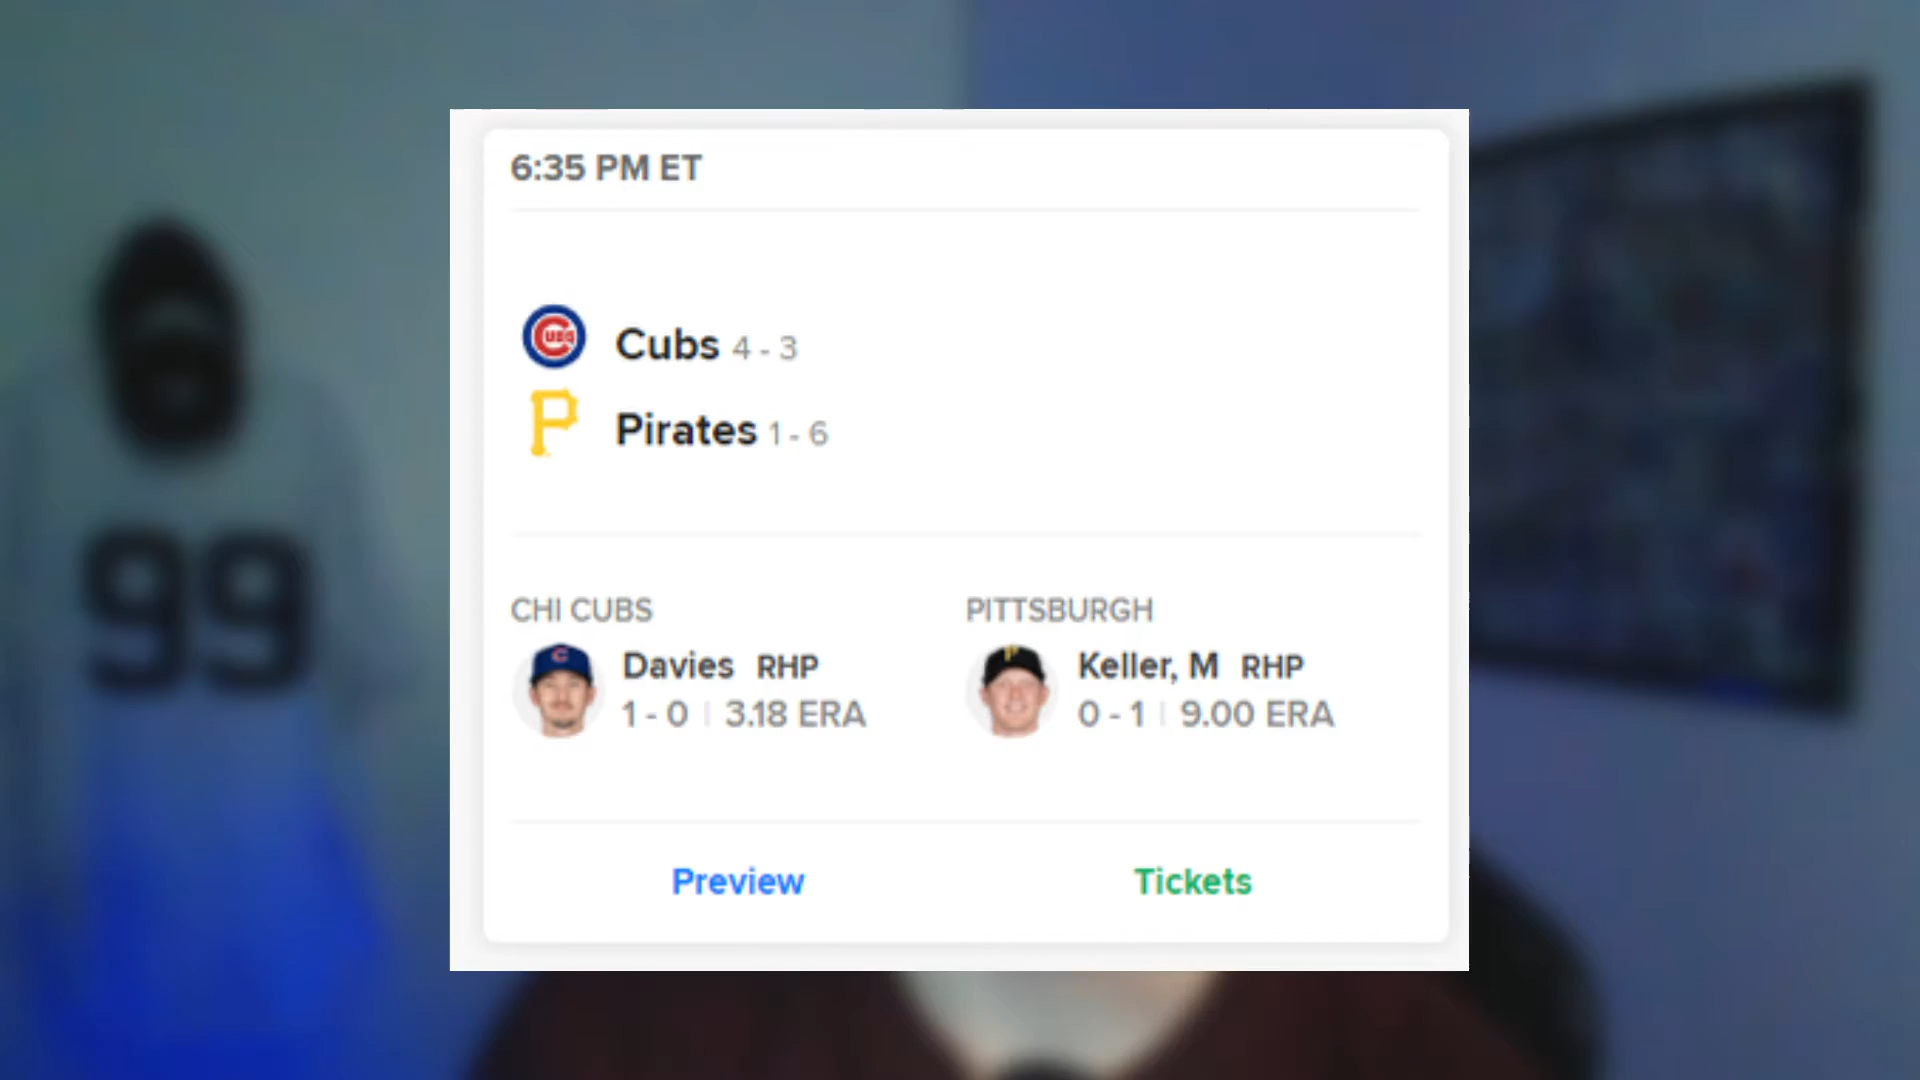 6:35 PM ET
Cubs 4 - 3
Pirates 1 - 6
CHI CUBS
Davies RHP
1 - 0 | 3.18 ERA
PITTSBURGH
Keller, M RHP
0 - 1 | 9.00 ERA
Preview
Tickets
99